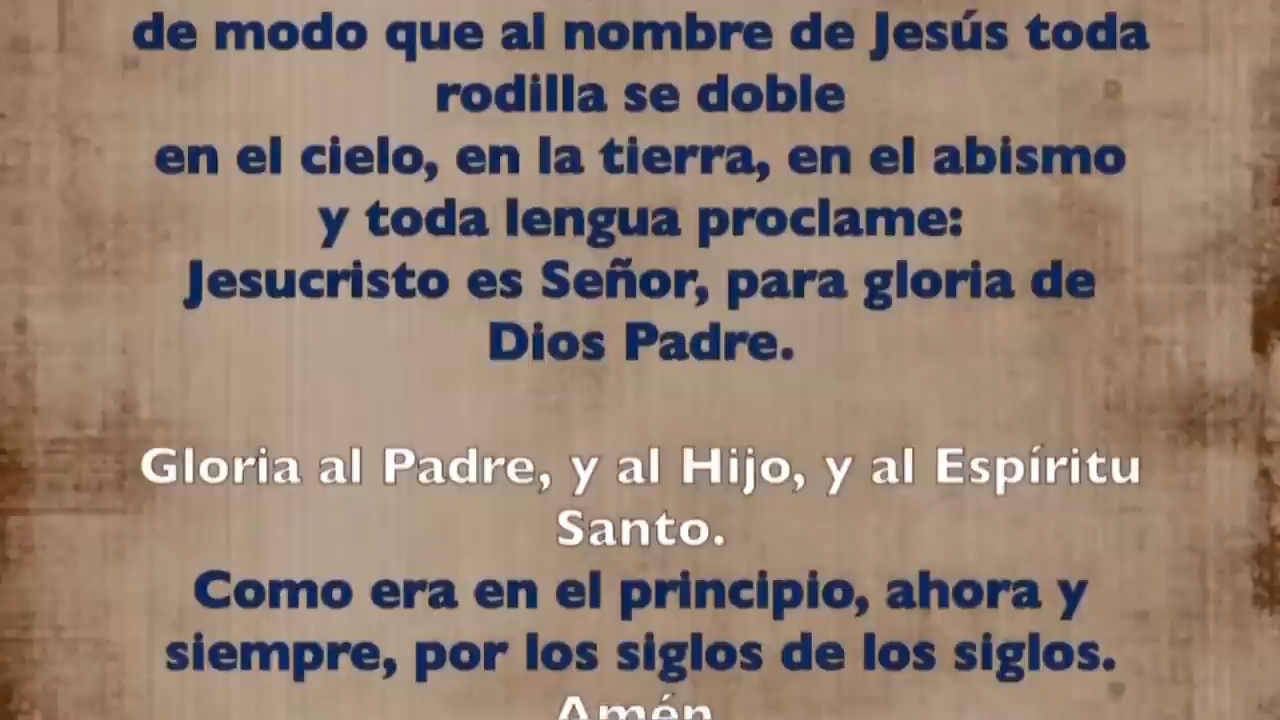 de modo que al nombre de Jesús toda
rodilla se doble
en el cielo, en la tierra, en el abismo
y toda lengua proclame:
Jesucristo es Señor, para gloria de
Dios Padre.
Gloria al Padre, y al Hijo, y al Espíritu
Santo.
Como era en el principio, ahora y
siempre, por los siglos de los siglos.
Amén